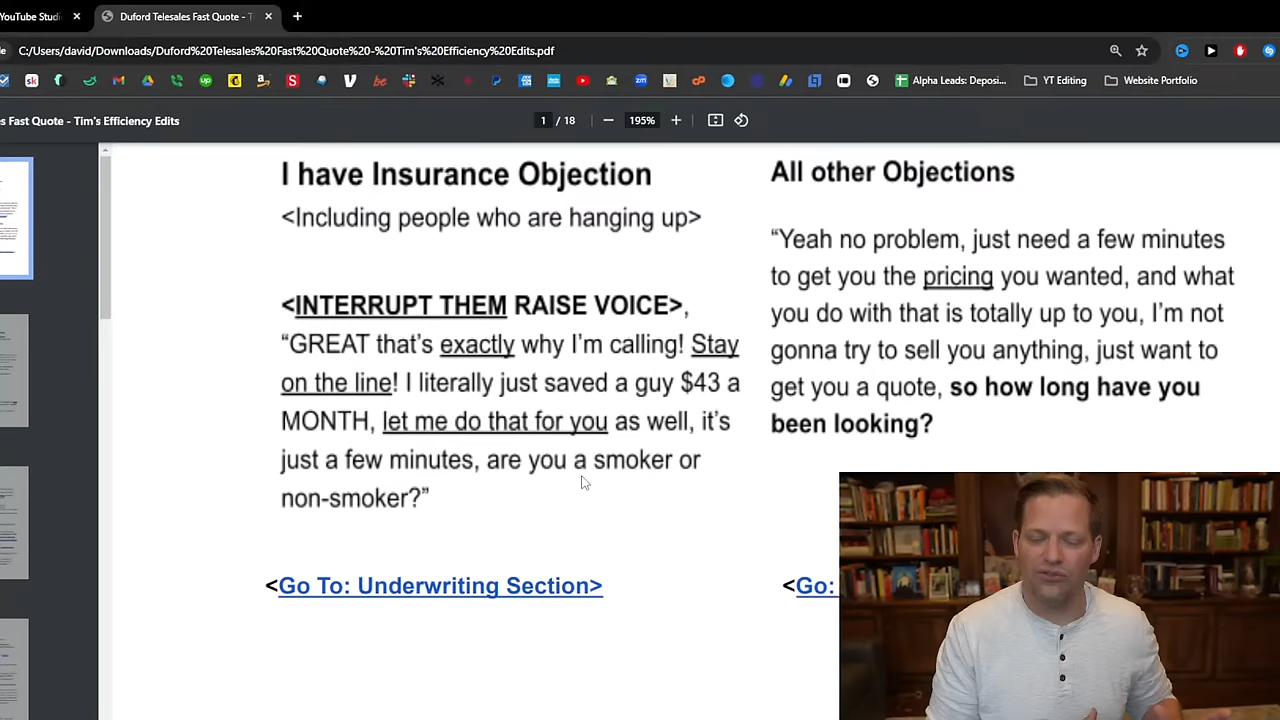 YouTube Studi
Duford Telesales Fast Quote - T
C:/Users/david/Downloads/Duford%20Telesales%20Fast%20Quote%20-%20Tim's%20Efficiency%20Edits.pdf
Alpha Leads: Deposi...
YT Editing
Website Portfolio
s Fast Quote - Tim's Efficiency Edits
1 / 18
195%
I have Insurance Objection
<Including people who are hanging up>
<INTERRUPT THEM RAISE VOICE>,
“GREAT that’s exactly why I’m calling! Stay
on the line! I literally just saved a guy $43 a
MONTH, let me do that for you as well, it’s
just a few minutes, are you a smoker or
non-smoker?”
<Go To: Underwriting Section>
All other Objections
“Yeah no problem, just need a few minutes
to get you the pricing you wanted, and what
you do with that is totally up to you, I’m not
gonna try to sell you anything, just want to
get you a quote, so how long have you
been looking?
<Go: